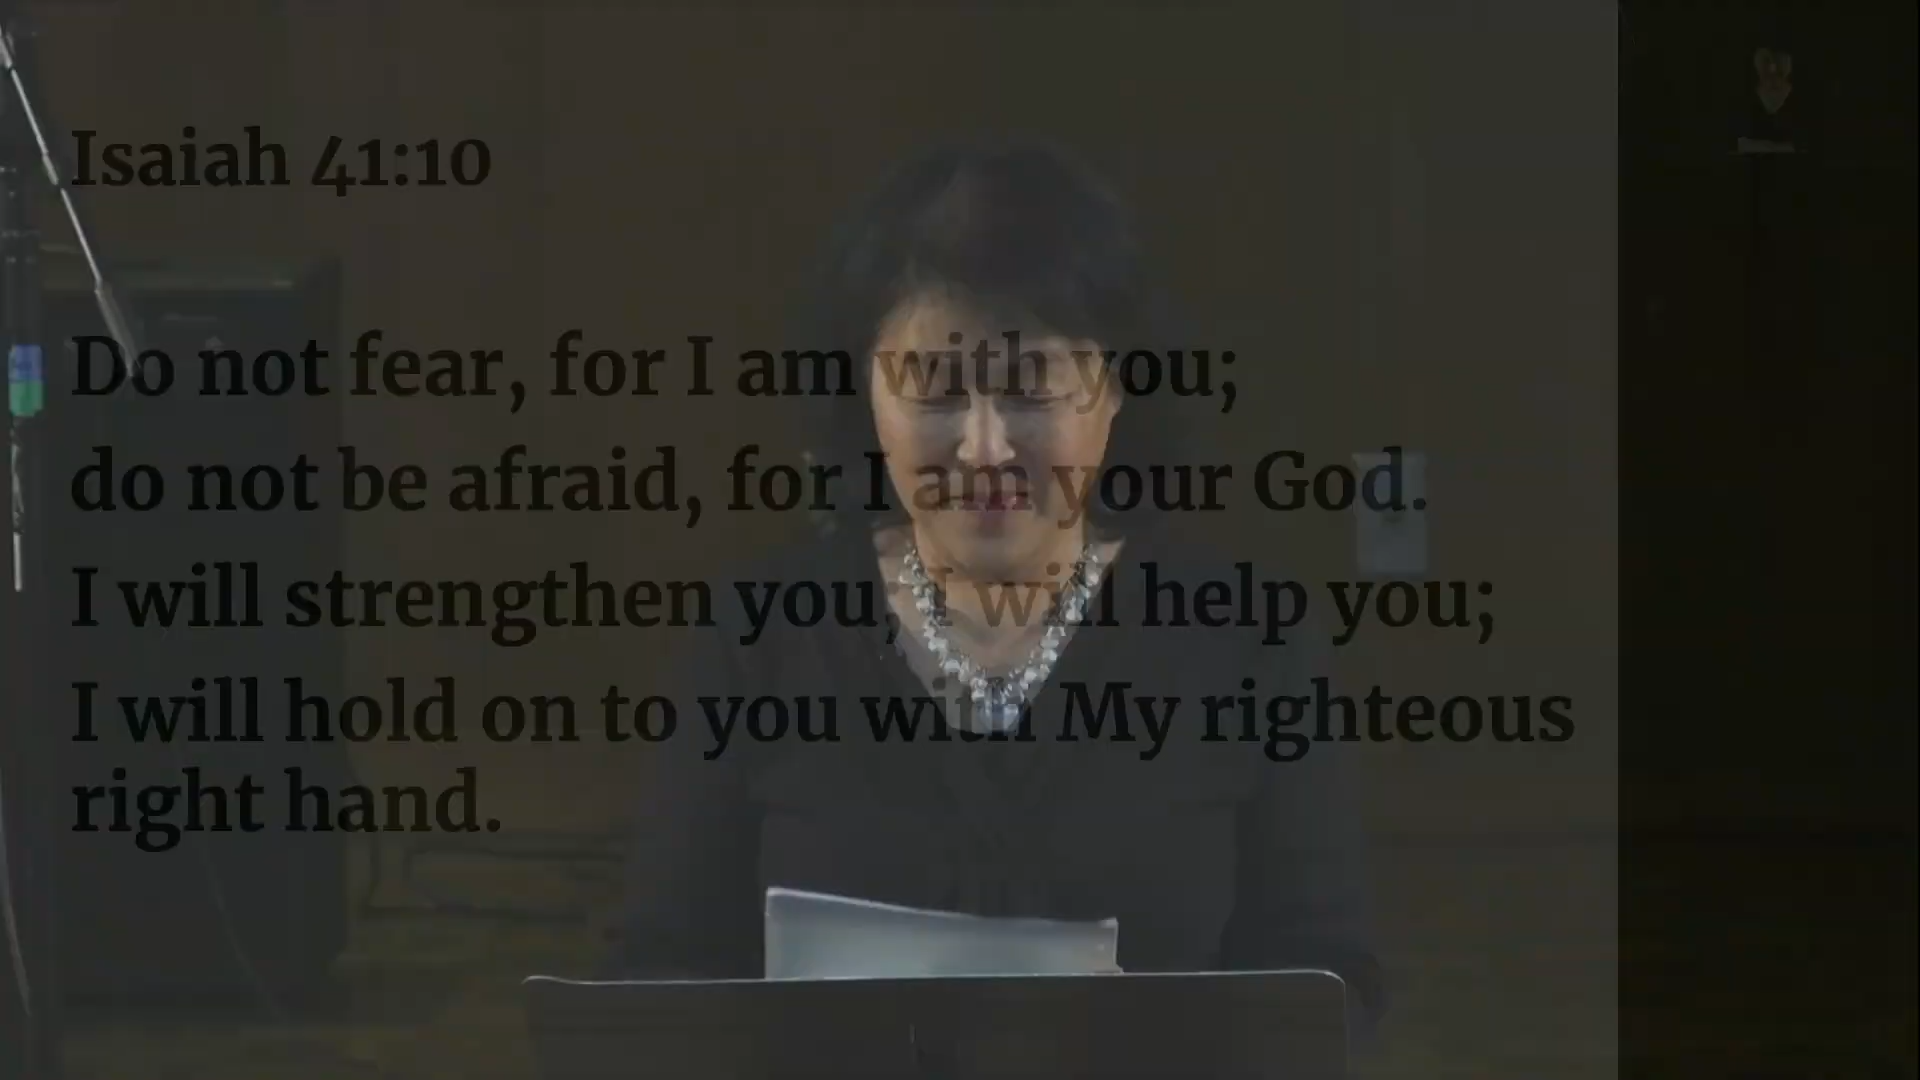 Isaiah 41:10
Do not fear, for I am with you;
do not be afraid, for I am your God.
I will strengthen you; I will help you;
I will hold on to you with My righteous
right hand.